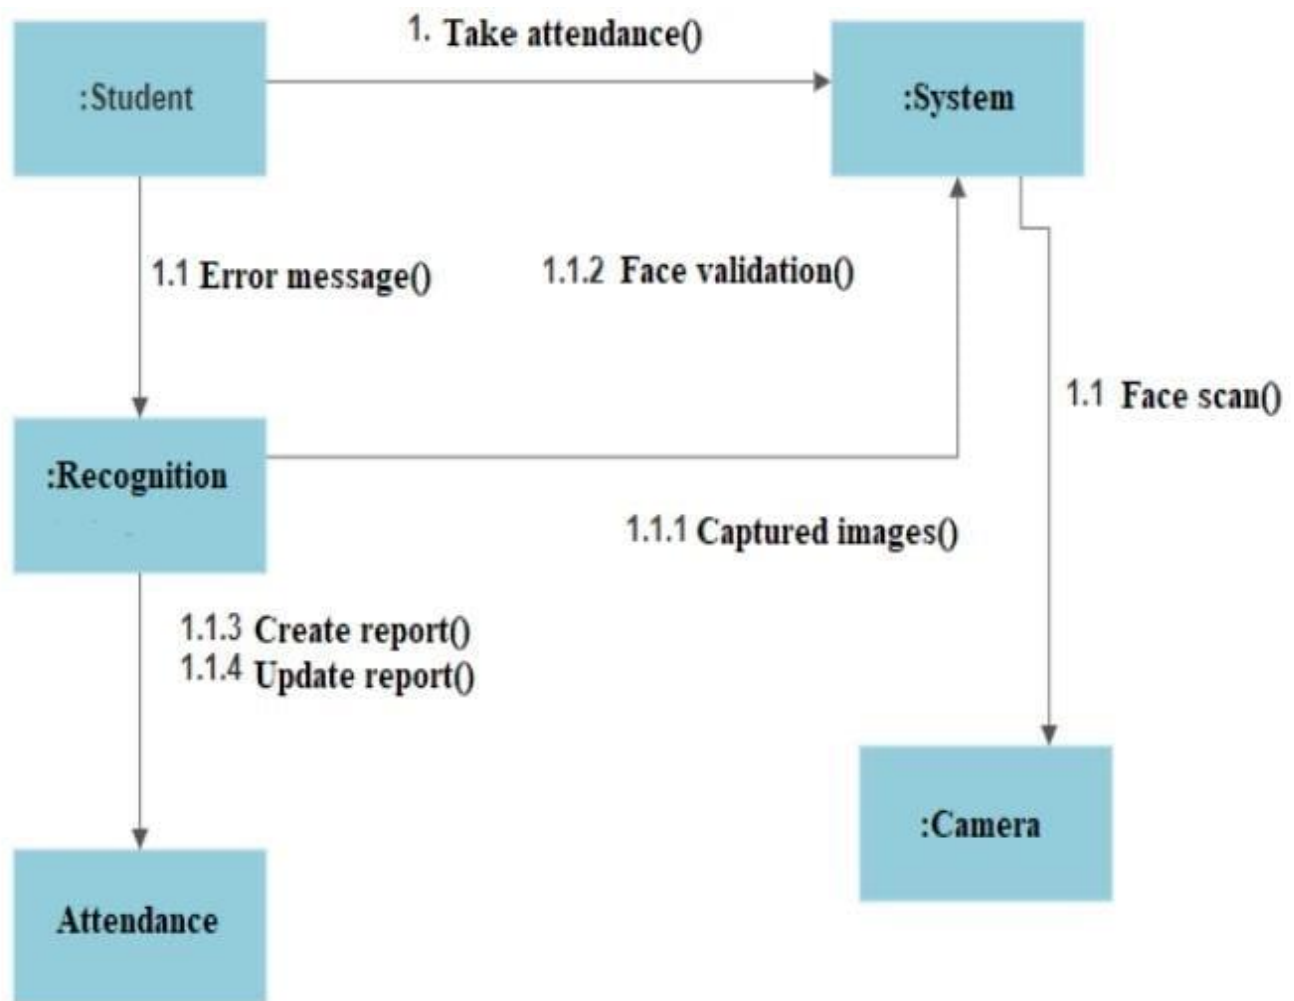 1. Take attendance()
:Student
:System
1.1 Error message()
1.1.2 Face validation()
1.1 Face scan()
:Recognition
1.1.1 Captured images()
1.1.3 Create report()
1.1.4 Update report()
:Camera
Attendance